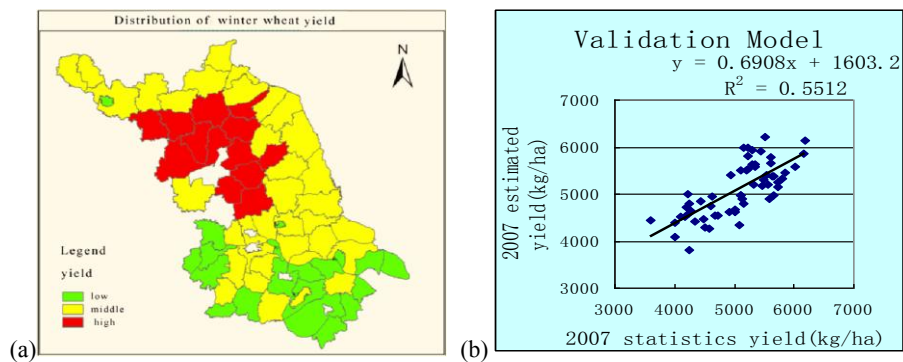 Distribution of winter wheat yield
N
Legend
yield
low
middle
high
(a)
Validation Model
y = 0.6908x + 1603.2
R² = 0.5512
2007 estimated
yield(kg/ha)
7000
6000
5000
4000
3000
3000 4000 5000 6000 7000
2007 statistics yield(kg/ha)
(b)